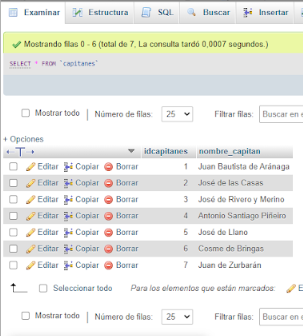 Examinar Estructura SQL Buscar Insertar
Mostrando filas 0 - 6 (total de 7, La consulta tardó 0,0007 segundos.)
SELECT * FROM `capitanes`
Mostrar todo Número de filas: 25 Filtrar filas: Buscar en
+ Opciones
idcapitanes nombre_capitan
Editar Copiar Borrar 1 Juan Bautista de Aránaga
Editar Copiar Borrar 2 José de las Casas
Editar Copiar Borrar 3 José de Rivero y Merino
Editar Copiar Borrar 4 Antonio Santiago Piñeiro
Editar Copiar Borrar 5 José de Llano
Editar Copiar Borrar 6 Cosme de Bringas
Editar Copiar Borrar 7 Juan de Zurbarán
Seleccionar todo Para los elementos que están marcados:
Mostrar todo Número de filas: 25 Filtrar filas: Buscar en